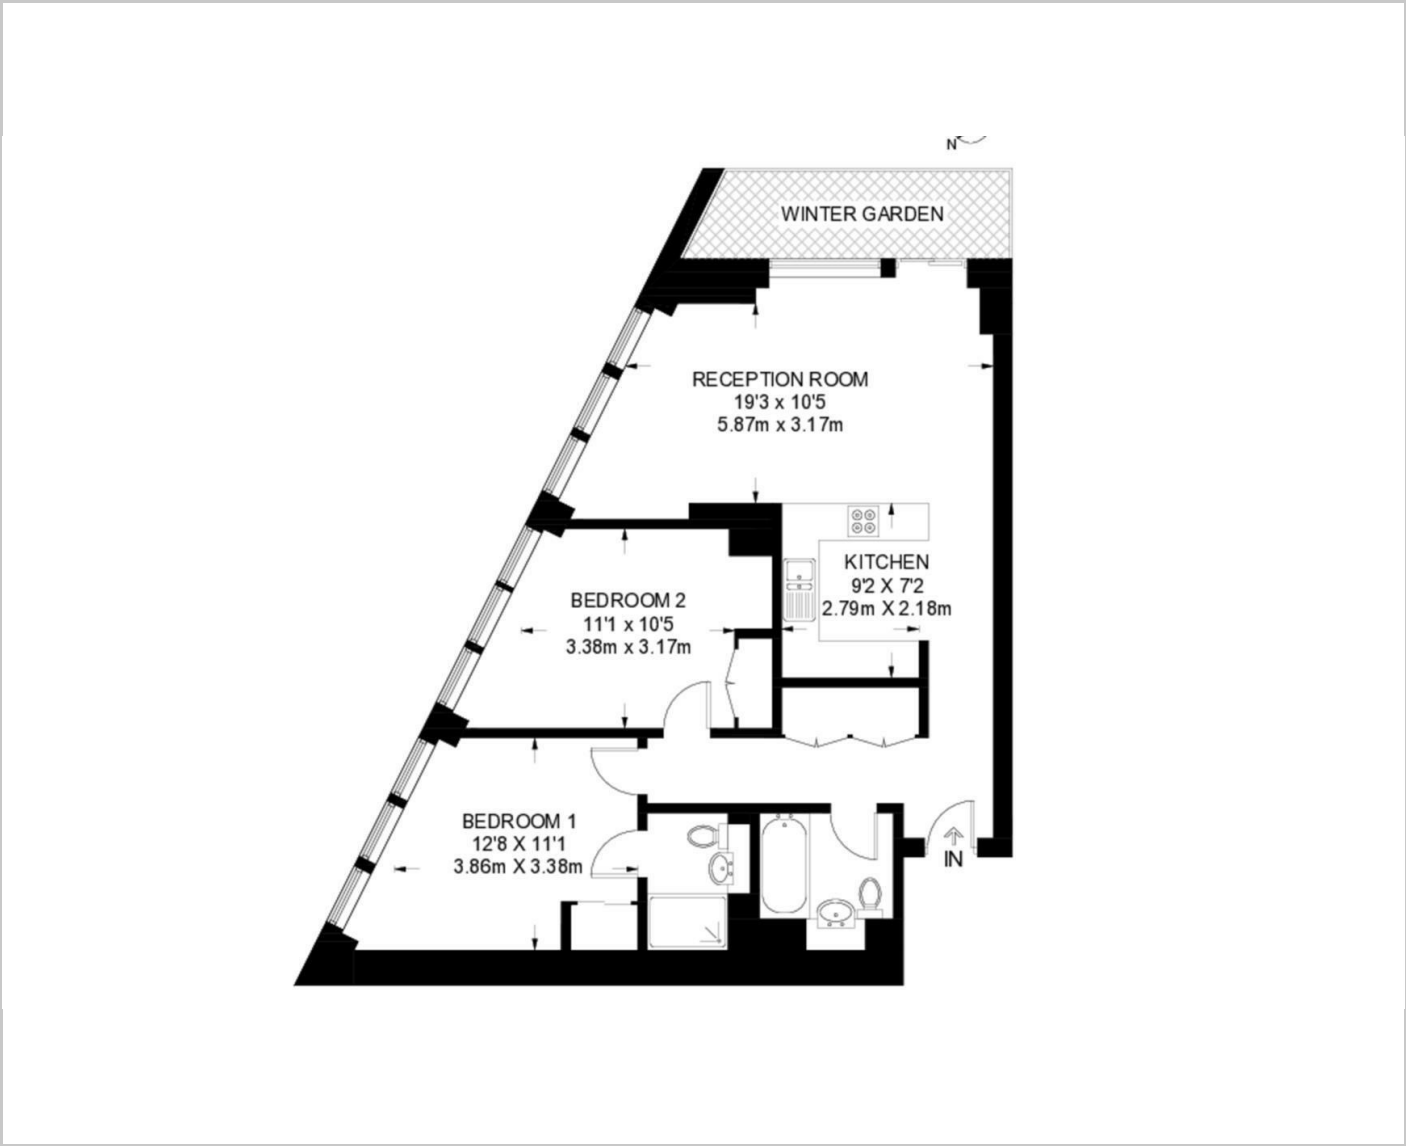 N
WINTER GARDEN
RECEPTION ROOM
19'3 x 10'5
5.87m x 3.17m
KITCHEN
9'2 X 7'2
2.79m X 2.18m
BEDROOM 2
11'1 x 10'5
3.38m x 3.17m
BEDROOM 1
12'8 X 11'1
3.86m X 3.38m
IN